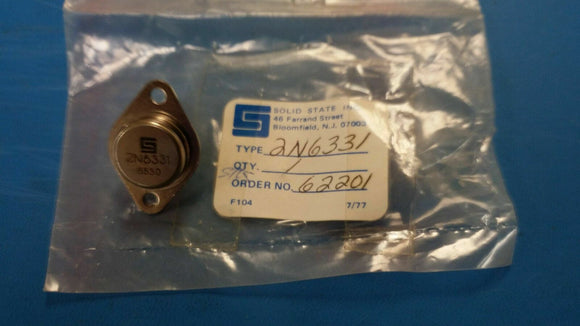 2N6331
8530
SOLID STATE IN
46 Farrand Street
Bloomfield, N.J. 07003
TYPE 2N6331
QTY. 1
ORDER NO. 62201
F104 7/77